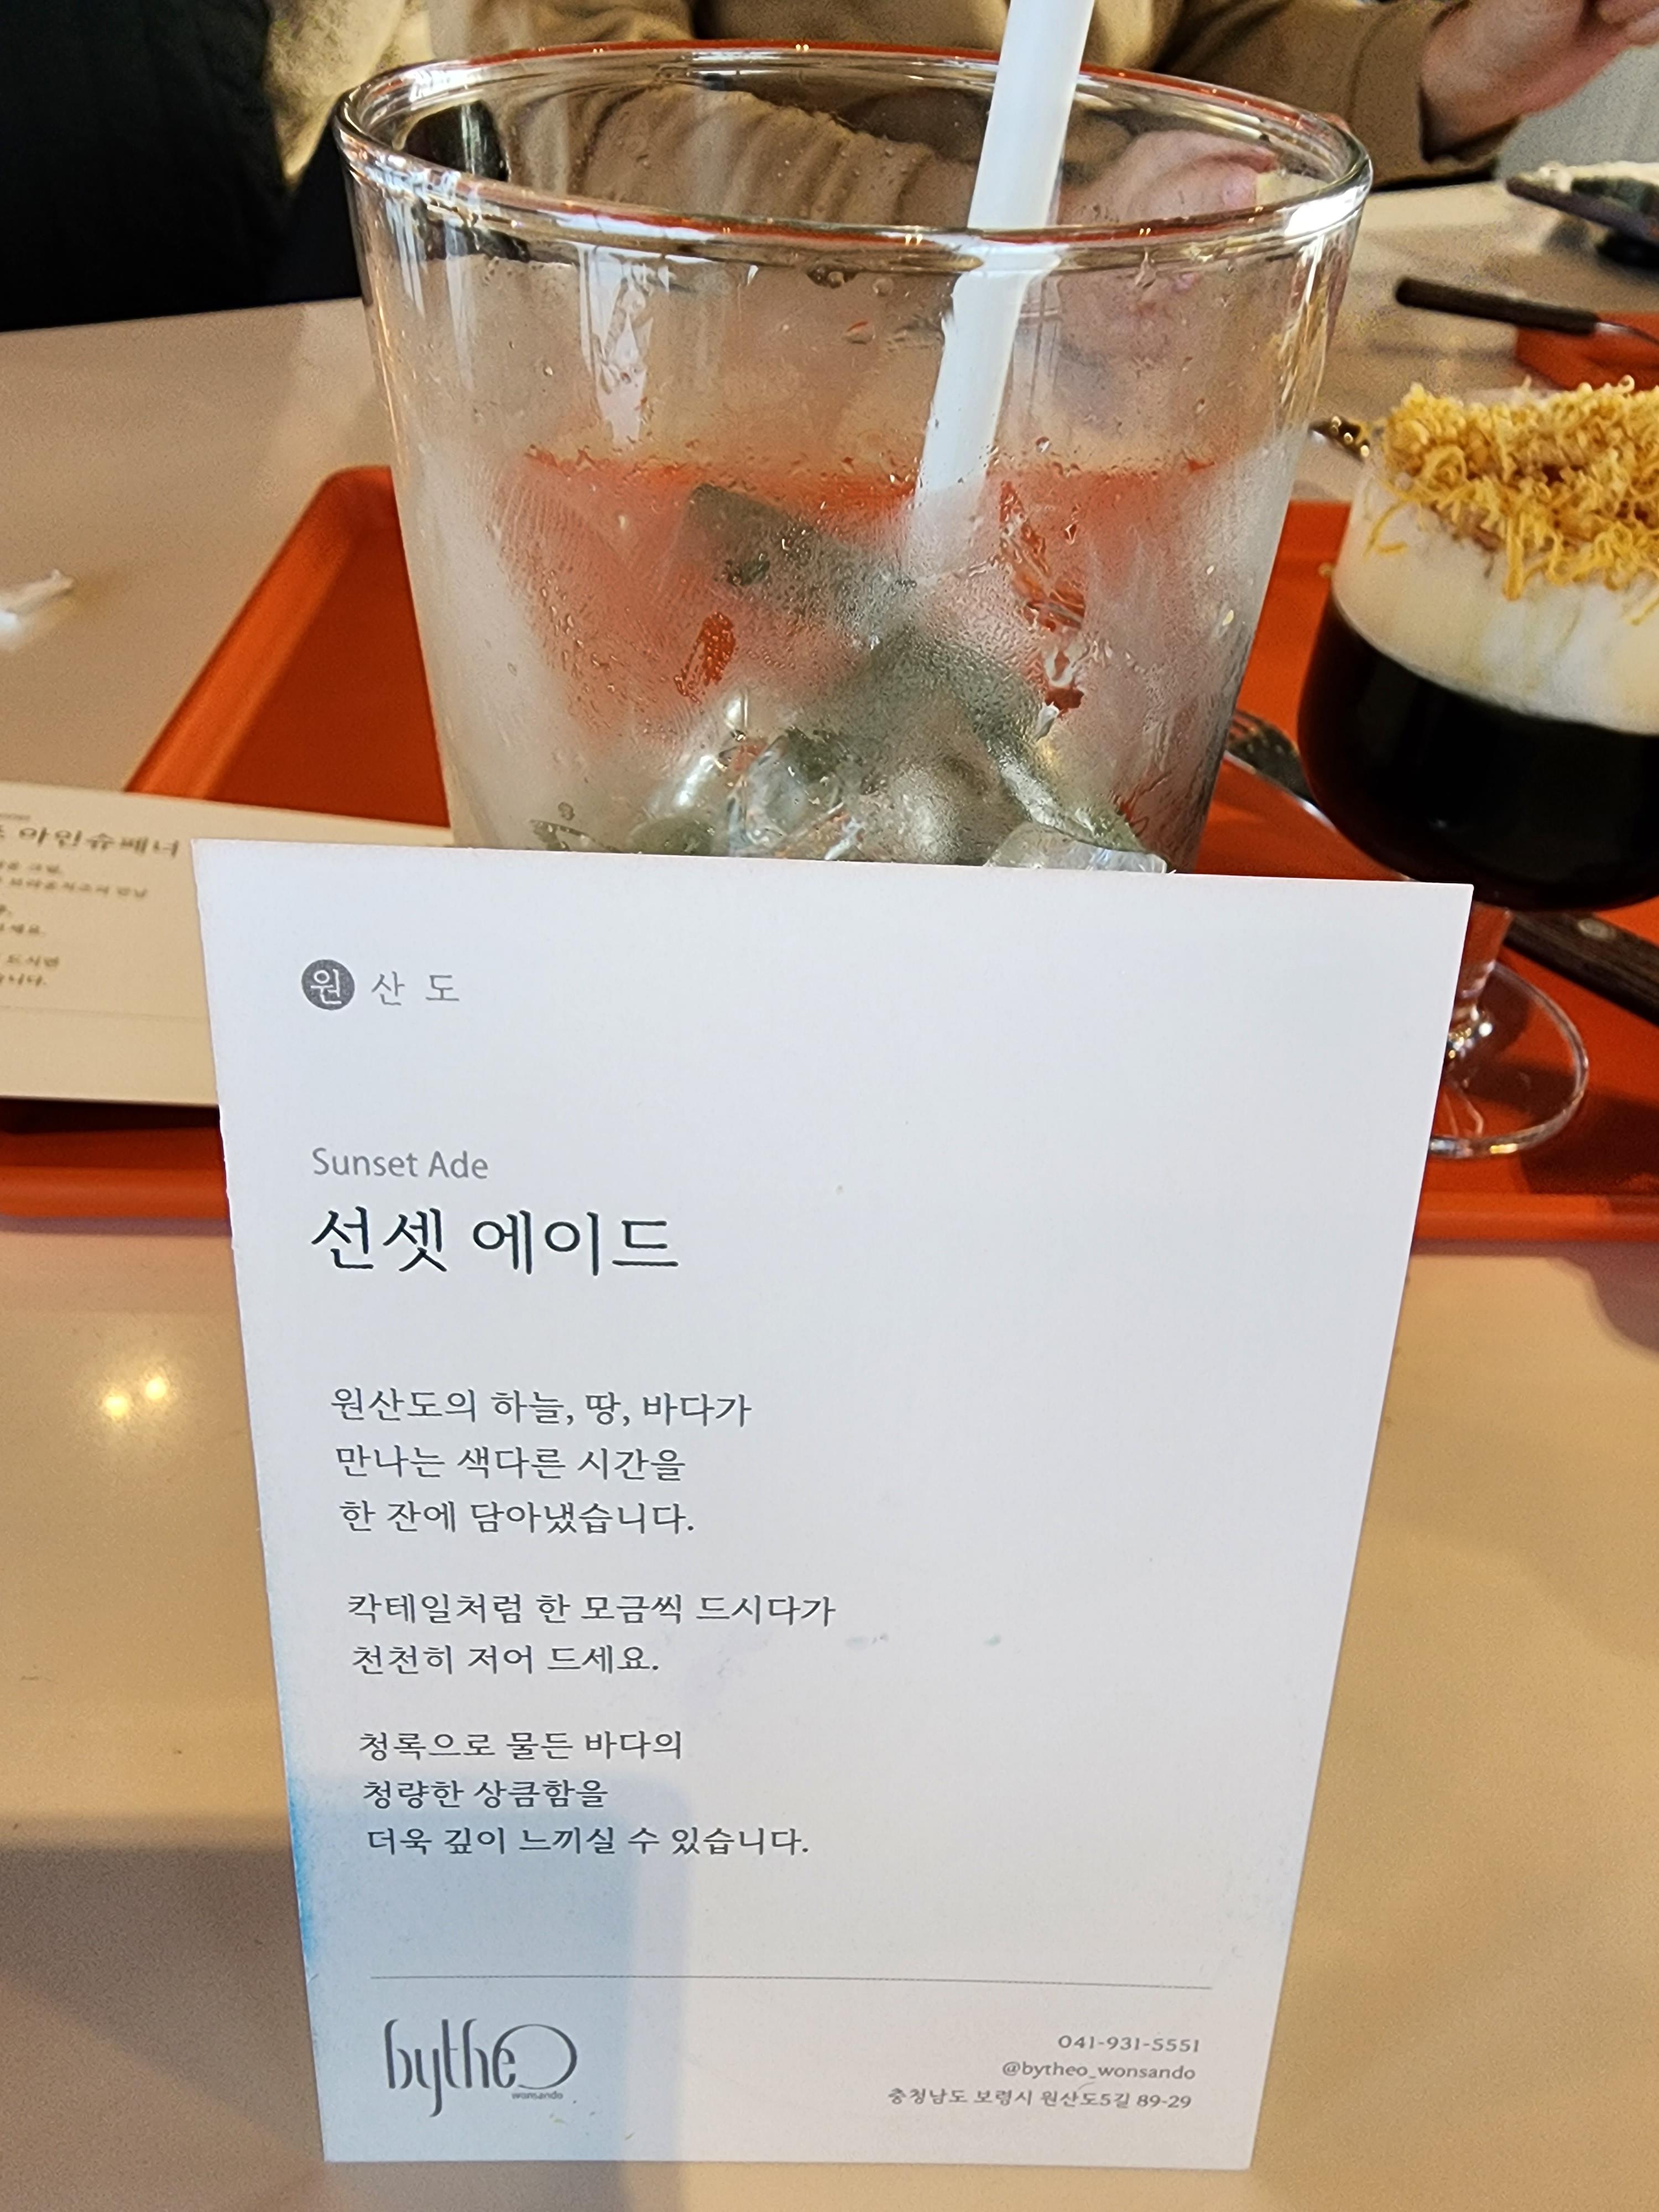 아인슈페너
원산도
Sunset Ade
선셋 에이드
원산도의 하늘, 땅, 바다가
만나는 색다른 시간을
한 잔에 담아냈습니다.
칵테일처럼 한 모금씩 드시다가
천천히 저어 드세요.
청록으로 물든 바다의
청량한 상큼함을
더욱 깊이 느끼실 수 있습니다.
bytheO
wonsando
041-931-5551
@bytheo_wonsando
충청남도 보령시 원산도5길 89-29